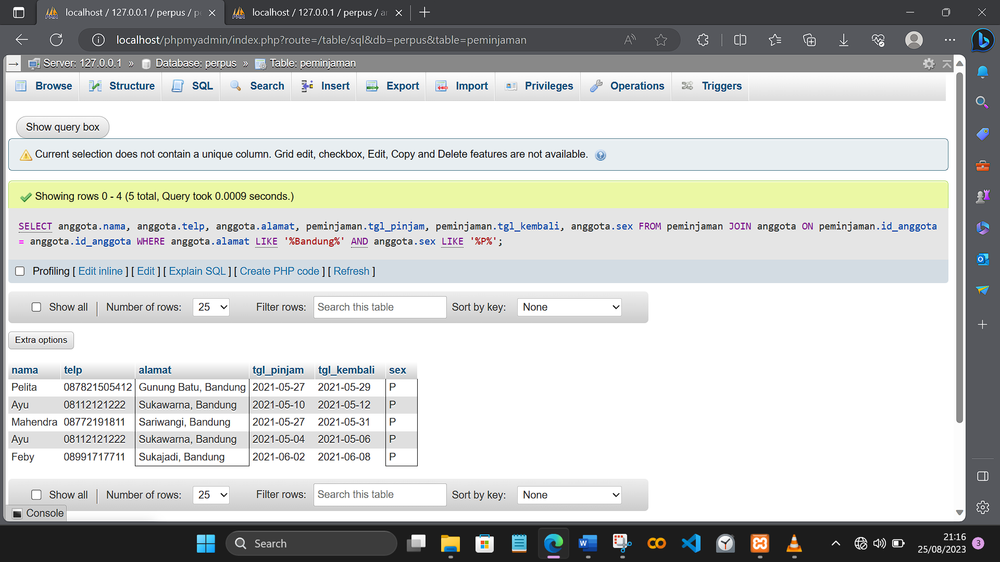 localhost / 127.0.0.1 / perpus / pe
localhost / 127.0.0.1 / perpus / an
localhost/phpmyadmin/index.php?route=/table/sql&db=perpus&table=peminjaman
Server: 127.0.0.1 » Database: perpus » Table: peminjaman
Browse Structure SQL Search Insert Export Import Privileges Operations Triggers
Show query box
Current selection does not contain a unique column. Grid edit, checkbox, Edit, Copy and Delete features are not available.
Showing rows 0 - 4 (5 total, Query took 0.0009 seconds.)
SELECT anggota.nama, anggota.telp, anggota.alamat, peminjaman.tgl_pinjam, peminjaman.tgl_kembali, anggota.sex FROM peminjaman JOIN anggota ON peminjaman.id_anggota
= anggota.id_anggota WHERE anggota.alamat LIKE '%Bandung%' AND anggota.sex LIKE '%P%';
Profiling [ Edit inline ] [ Edit ] [ Explain SQL ] [ Create PHP code ] [ Refresh ]
Show all | Number of rows: 25 Filter rows: Search this table Sort by key: None
Extra options
nama telp alamat tgl_pinjam tgl_kembali sex
Pelita 087821505412 Gunung Batu, Bandung 2021-05-27 2021-05-29 P
Ayu 08112121222 Sukawarna, Bandung 2021-05-10 2021-05-12 P
Mahendra 08772191811 Sariwangi, Bandung 2021-05-27 2021-05-31 P
Ayu 08112121222 Sukawarna, Bandung 2021-05-04 2021-05-06 P
Feby 08991717711 Sukajadi, Bandung 2021-06-02 2021-06-08 P
Show all | Number of rows: 25 Filter rows: Search this table Sort by key: None
Console
Search
21:16
25/08/2023
3